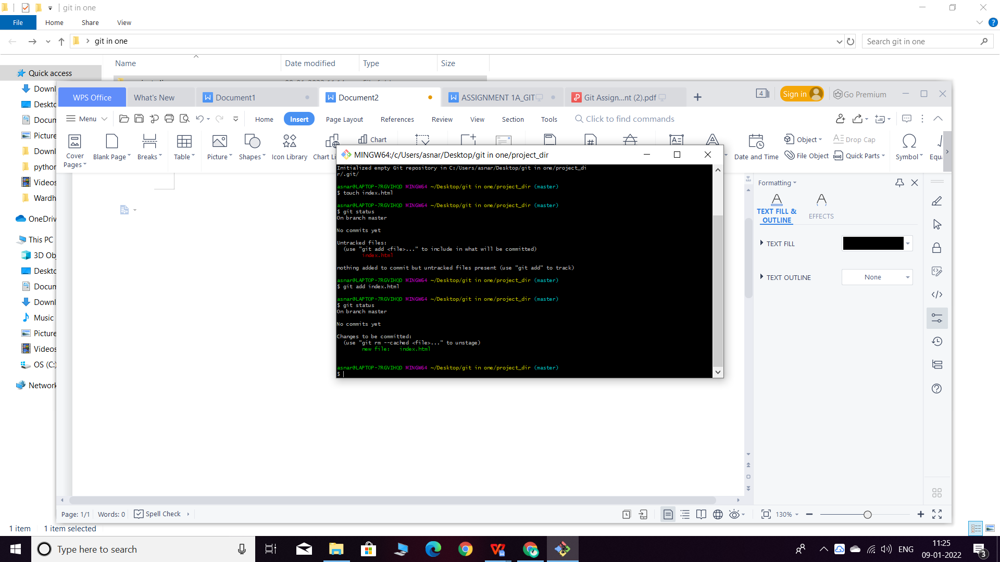 git in one
File
Home
Share
View
git in one
Search git in one
Name
Date modified
Type
Size
Quick access
Downl
Deskto
Docum
Picture
Downl
python
Videos
Wardh
OneDriv
This PC
3D Obj
Deskto
Docum
Downl
Music
Picture
Videos
OS (C:)
Network
WPS Office
What's New
Document1
Document2
ASSIGNMENT 1A_GIT
Git Assign...nt (2).pdf
4
Sign in
Go Premium
Menu
Home
Insert
Page Layout
References
Review
View
Section
Tools
Click to find commands
Cover Pages
Blank Page
Breaks
Table
Picture
Shapes
Icon Library
Chart
Chart Li
Date and Time
Object
File Object
Drop Cap
Quick Parts
Symbol
Equa
MINGW64:/c/Users/asnar/Desktop/git in one/project_dir
Initialized empty Git repository in C:/Users/asnar/Desktop/git in one/project_di
r/.git/
asnar@LAPTOP-7RGVIHQD MINGW64 ~/Desktop/git in one/project_dir (master)
$ touch index.html
asnar@LAPTOP-7RGVIHQD MINGW64 ~/Desktop/git in one/project_dir (master)
$ git status
On branch master
No commits yet
Untracked files:
(use "git add <file>..." to include in what will be committed)
index.html
nothing added to commit but untracked files present (use "git add" to track)
asnar@LAPTOP-7RGVIHQD MINGW64 ~/Desktop/git in one/project_dir (master)
$ git add index.html
asnar@LAPTOP-7RGVIHQD MINGW64 ~/Desktop/git in one/project_dir (master)
$ git status
On branch master
No commits yet
Changes to be committed:
(use "git rm --cached <file>..." to unstage)
new file:   index.html
asnar@LAPTOP-7RGVIHQD MINGW64 ~/Desktop/git in one/project_dir (master)
$
Formatting
TEXT FILL & OUTLINE
EFFECTS
TEXT FILL
TEXT OUTLINE
None
Page: 1/1
Words: 0
Spell Check
130%
1 item
1 item selected
Type here to search
ENG
11:25
09-01-2022
3